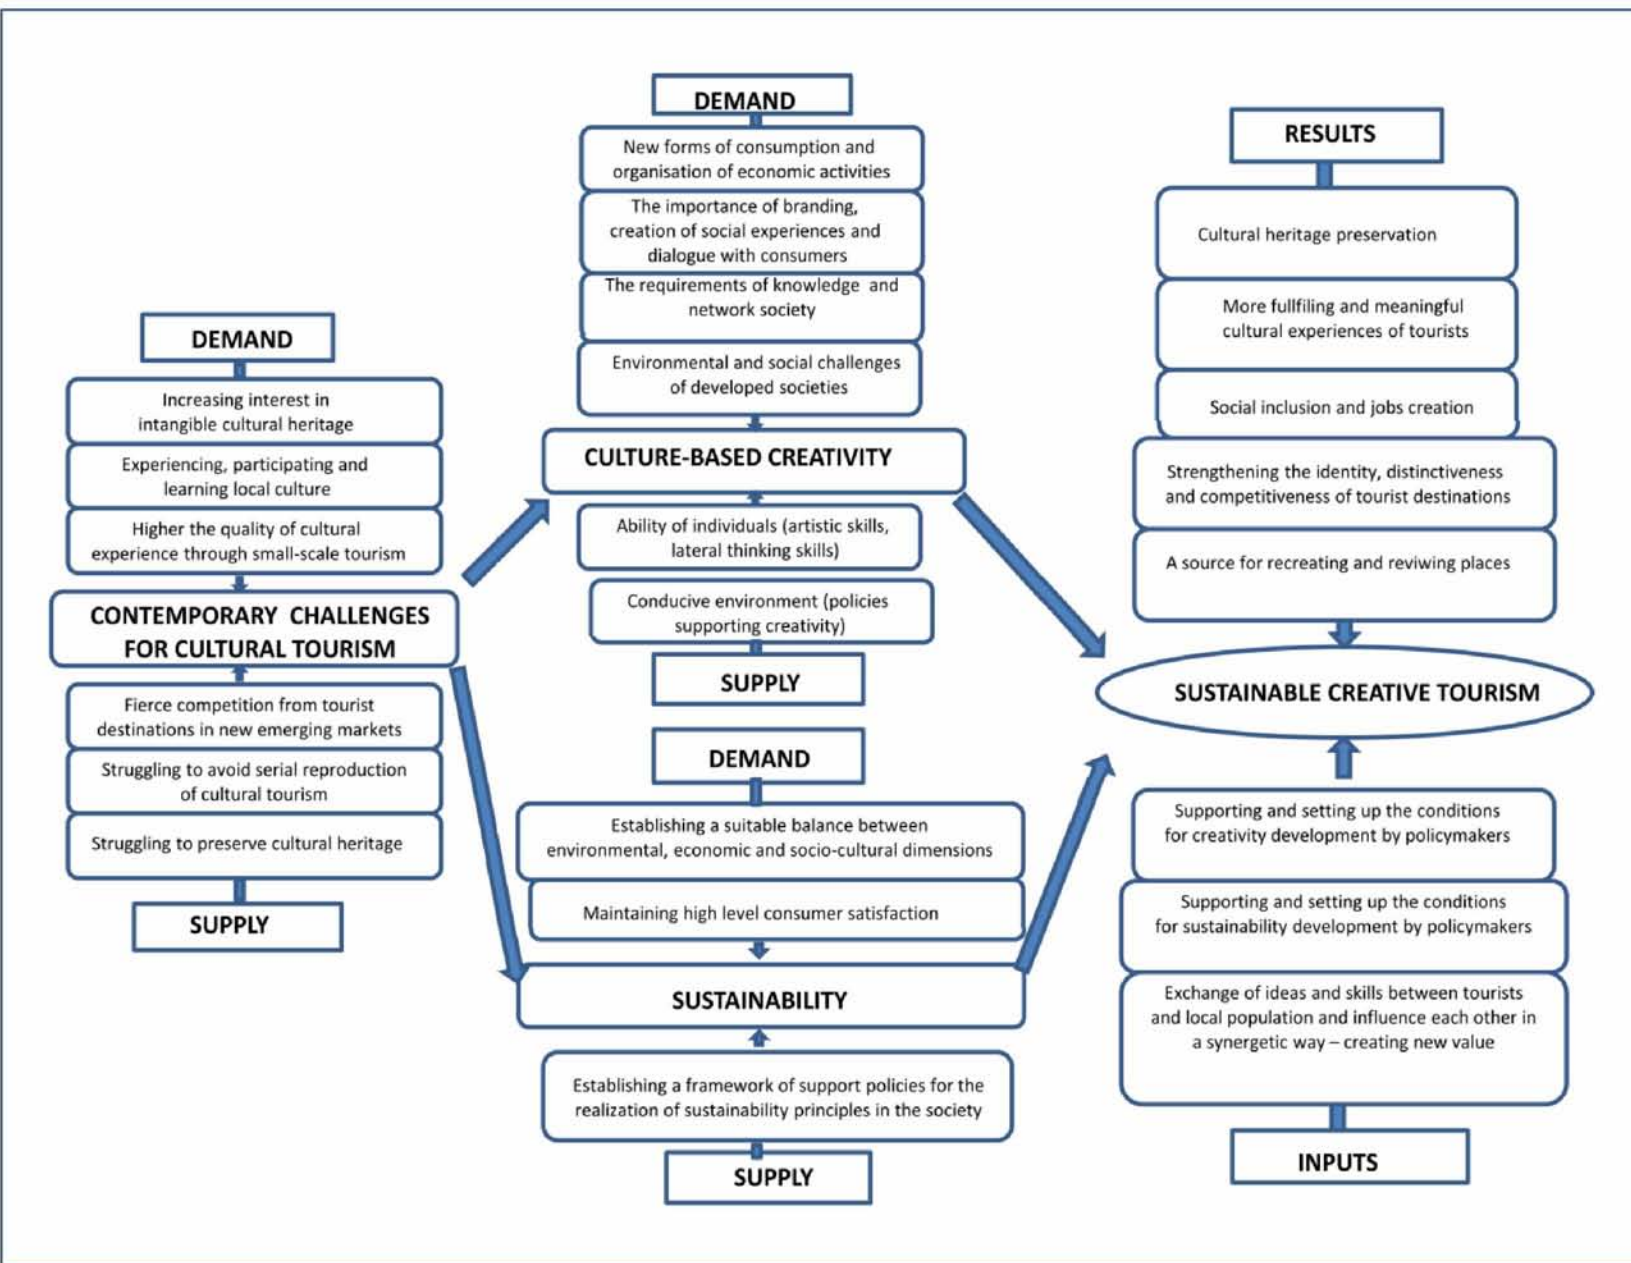 DEMAND
Increasing interest in
intangible cultural heritage
Experiencing, participating and
learning local culture
Higher the quality of cultural
experience through small-scale tourism
CONTEMPORARY CHALLENGES
FOR CULTURAL TOURISM
Fierce competition from tourist
destinations in new emerging markets
Struggling to avoid serial reproduction
of cultural tourism
Struggling to preserve cultural heritage
SUPPLY
DEMAND
New forms of consumption and
organisation of economic activities
The importance of branding,
creation of social experiences and
dialogue with consumers
The requirements of knowledge and
network society
Environmental and social challenges
of developed societies
CULTURE-BASED CREATIVITY
Ability of individuals (artistic skills,
lateral thinking skills)
Conducive environment (policies
supporting creativity)
SUPPLY
DEMAND
Establishing a suitable balance between
environmental, economic and socio-cultural dimensions
Maintaining high level consumer satisfaction
SUSTAINABILITY
Establishing a framework of support policies for the
realization of sustainability principles in the society
SUPPLY
RESULTS
Cultural heritage preservation
More fullfiling and meaningful
cultural experiences of tourists
Social inclusion and jobs creation
Strengthening the identity, distinctiveness
and competitiveness of tourist destinations
A source for recreating and reviwing places
SUSTAINABLE CREATIVE TOURISM
Supporting and setting up the conditions
for creativity development by policymakers
Supporting and setting up the conditions
for sustainability development by policymakers
Exchange of ideas and skills between tourists
and local population and influence each other in
a synergetic way – creating new value
INPUTS